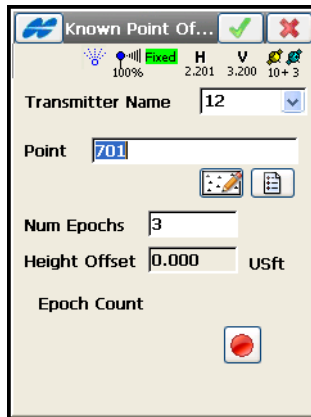 Known Point Of...
Fixed H V
100% 2.201 3.200 10+3
Transmitter Name 12
Point 701
Num Epochs 3
Height Offset 0.000 USft
Epoch Count